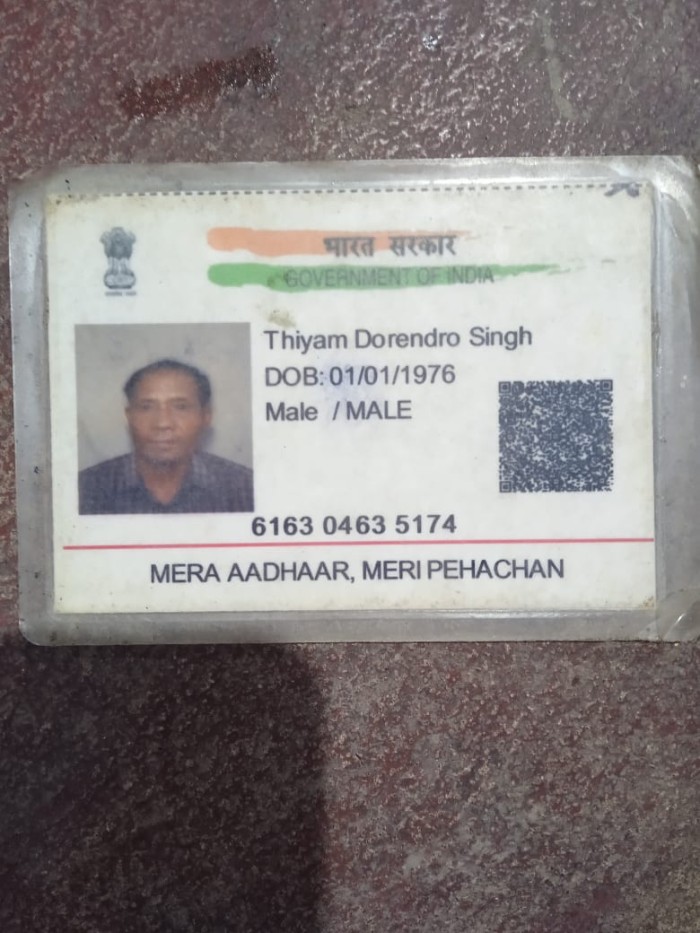 भारत सरकार
GOVERNMENT OF INDIA
Thiyam Dorendro Singh
DOB: 01/01/1976
Male / MALE
6163 0463 5174
MERA AADHAAR, MERI PEHACHAN